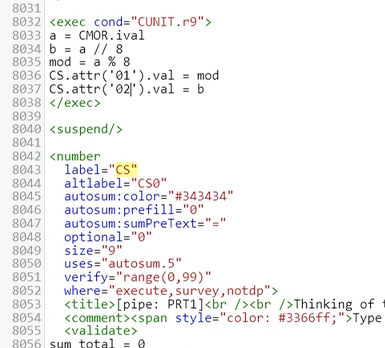 8031
8032 <exec cond="CUNIT.r9">
8033 a = CMOR.ival
8034 b = a // 8
8035 mod = a % 8
8036 CS.attr('01').val = mod
8037 CS.attr('02').val = b
8038 </exec>
8039
8040 <suspend/>
8041
8042 <number
8043 label="CS"
8044 altlabel="CS0"
8045 autosum:color="#343434"
8046 autosum:prefill="0"
8047 autosum:sumPreText="="
8048 optional="0"
8049 size="9"
8050 uses="autosum.5"
8051 verify="range(0,99)"
8052 where="execute,survey,notdp">
8053 <title>[pipe: PRT1]<br /><br />Thinking of
8054 <comment><span style="color: #3366ff;">Type
8055 <validate>
8056 sum total = 0